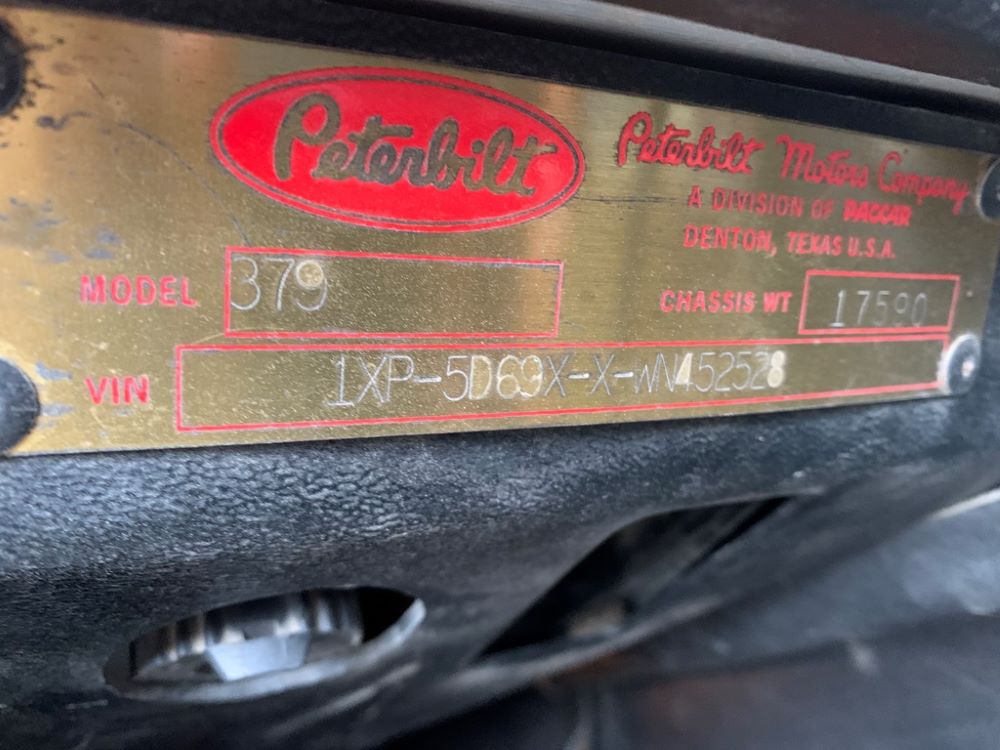 Peterbilt
Peterbilt Motors Company
A DIVISION OF PACCAR
DENTON, TEXAS U.S.A.
MODEL 379
CHASSIS WT 17590
VIN 1XP-5D69X-X-WN452528